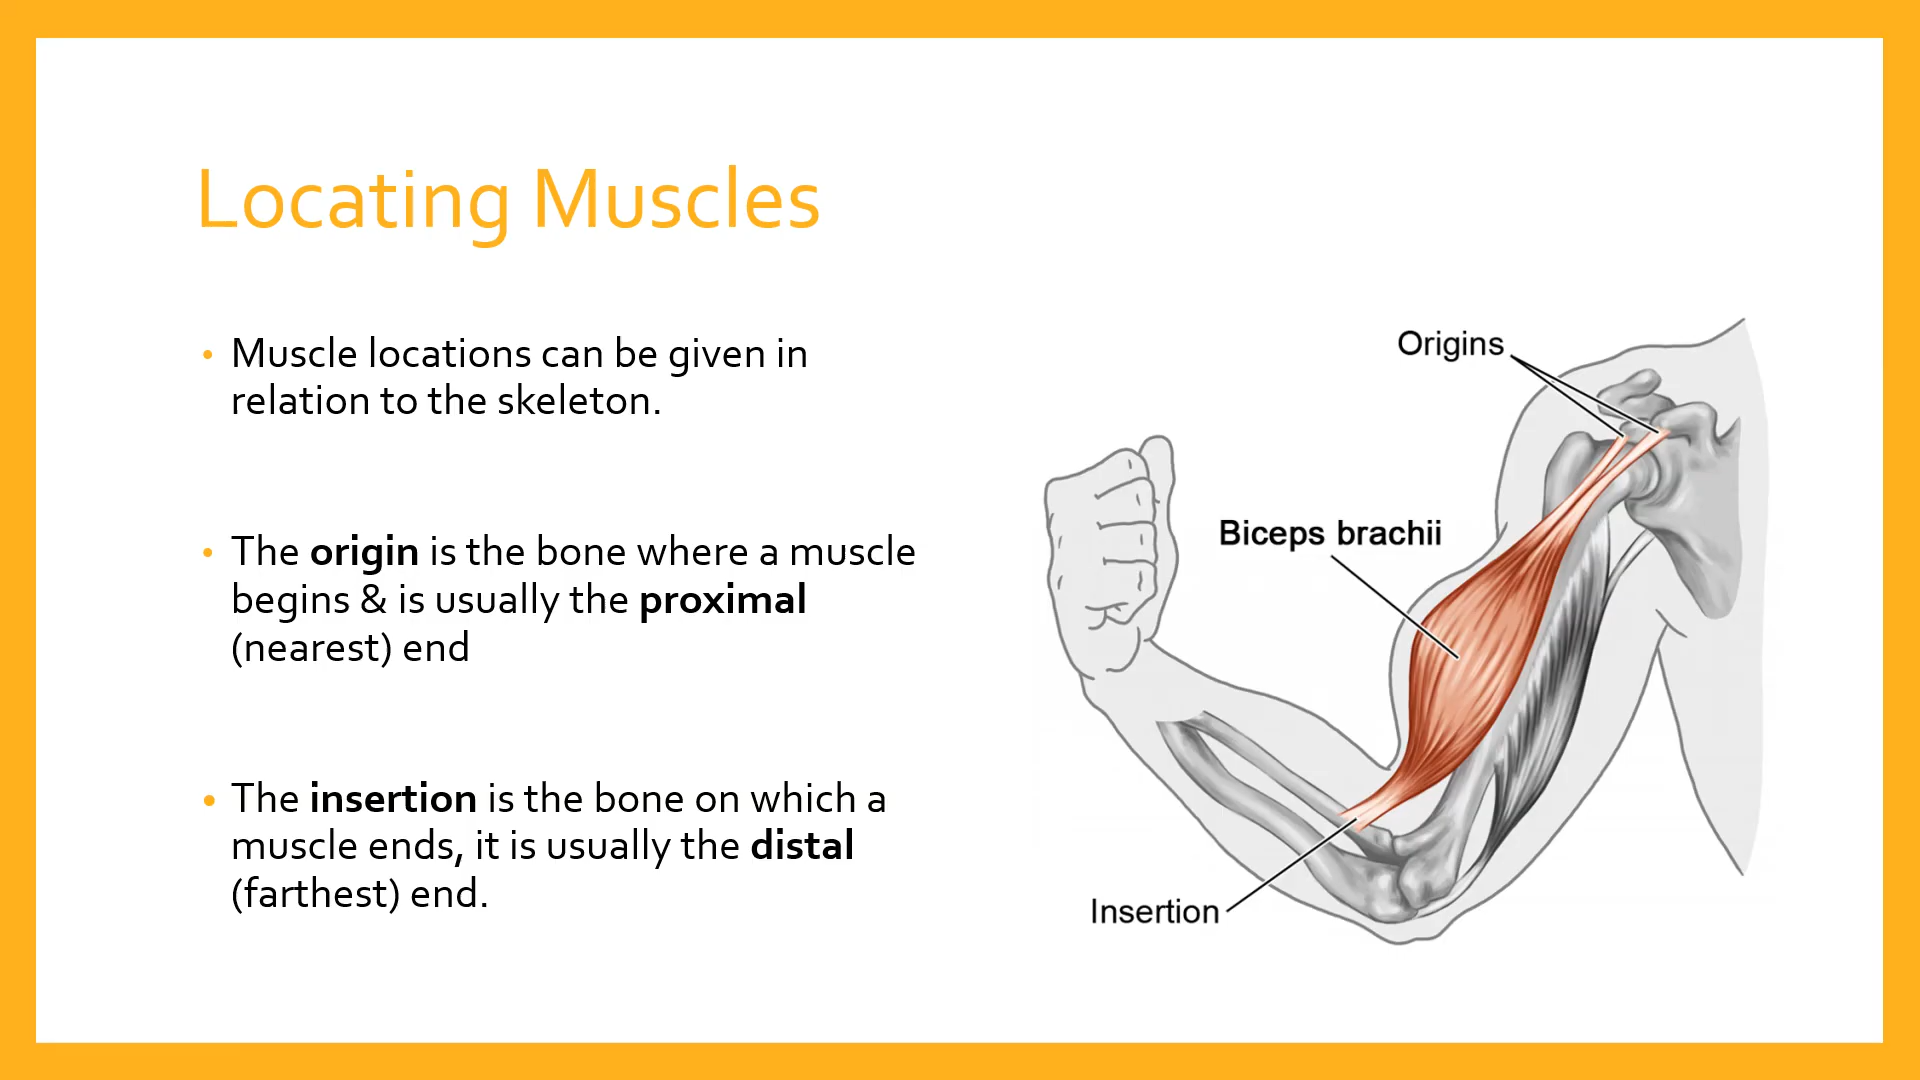 Locating Muscles
• Muscle locations can be given in
relation to the skeleton.
• The origin is the bone where a muscle
begins & is usually the proximal
(nearest) end
• The insertion is the bone on which a
muscle ends, it is usually the distal
(farthest) end.
Origins
Biceps brachii
Insertion